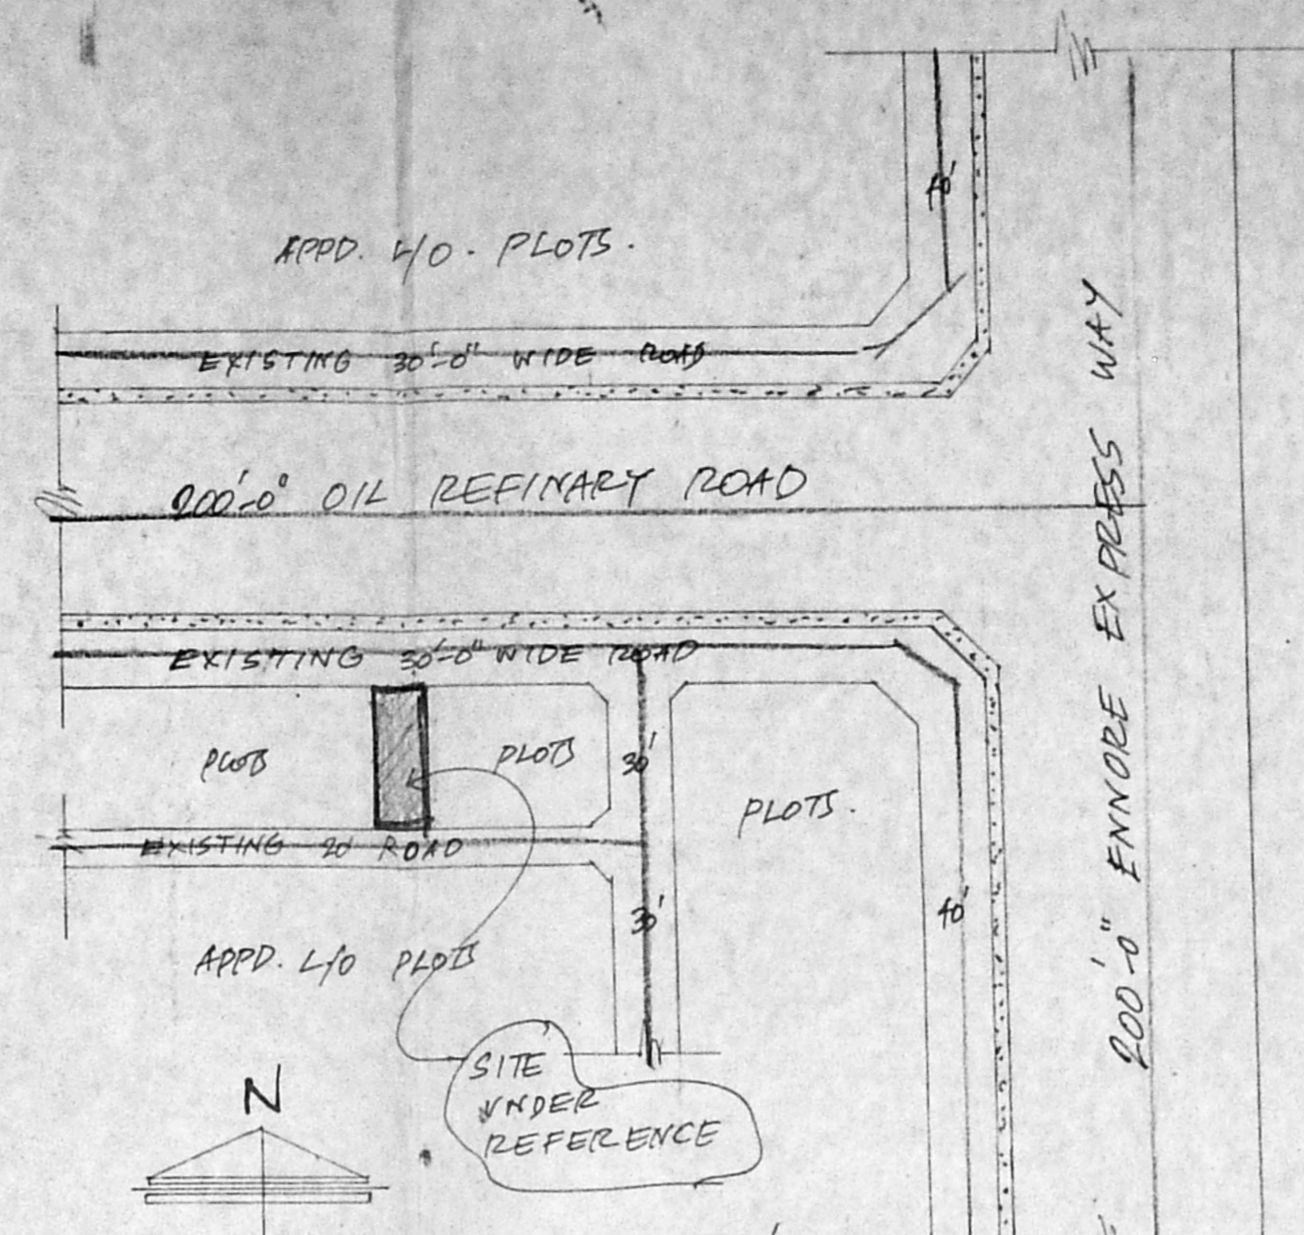 40'
APPD. L/O. PLOTS.
EXISTING 30'-0" WIDE ROAD
200'-0" OIL REFINARY ROAD
200'-0" ENNORE EXPRESS WAY
EXISTING 30'-0" WIDE ROAD
PLOTS
PLOTS
30'
PLOTS.
EXISTING 20' ROAD
30'
40'
APPD. L/O PLOTS
SITE
UNDER
REFERENCE
N